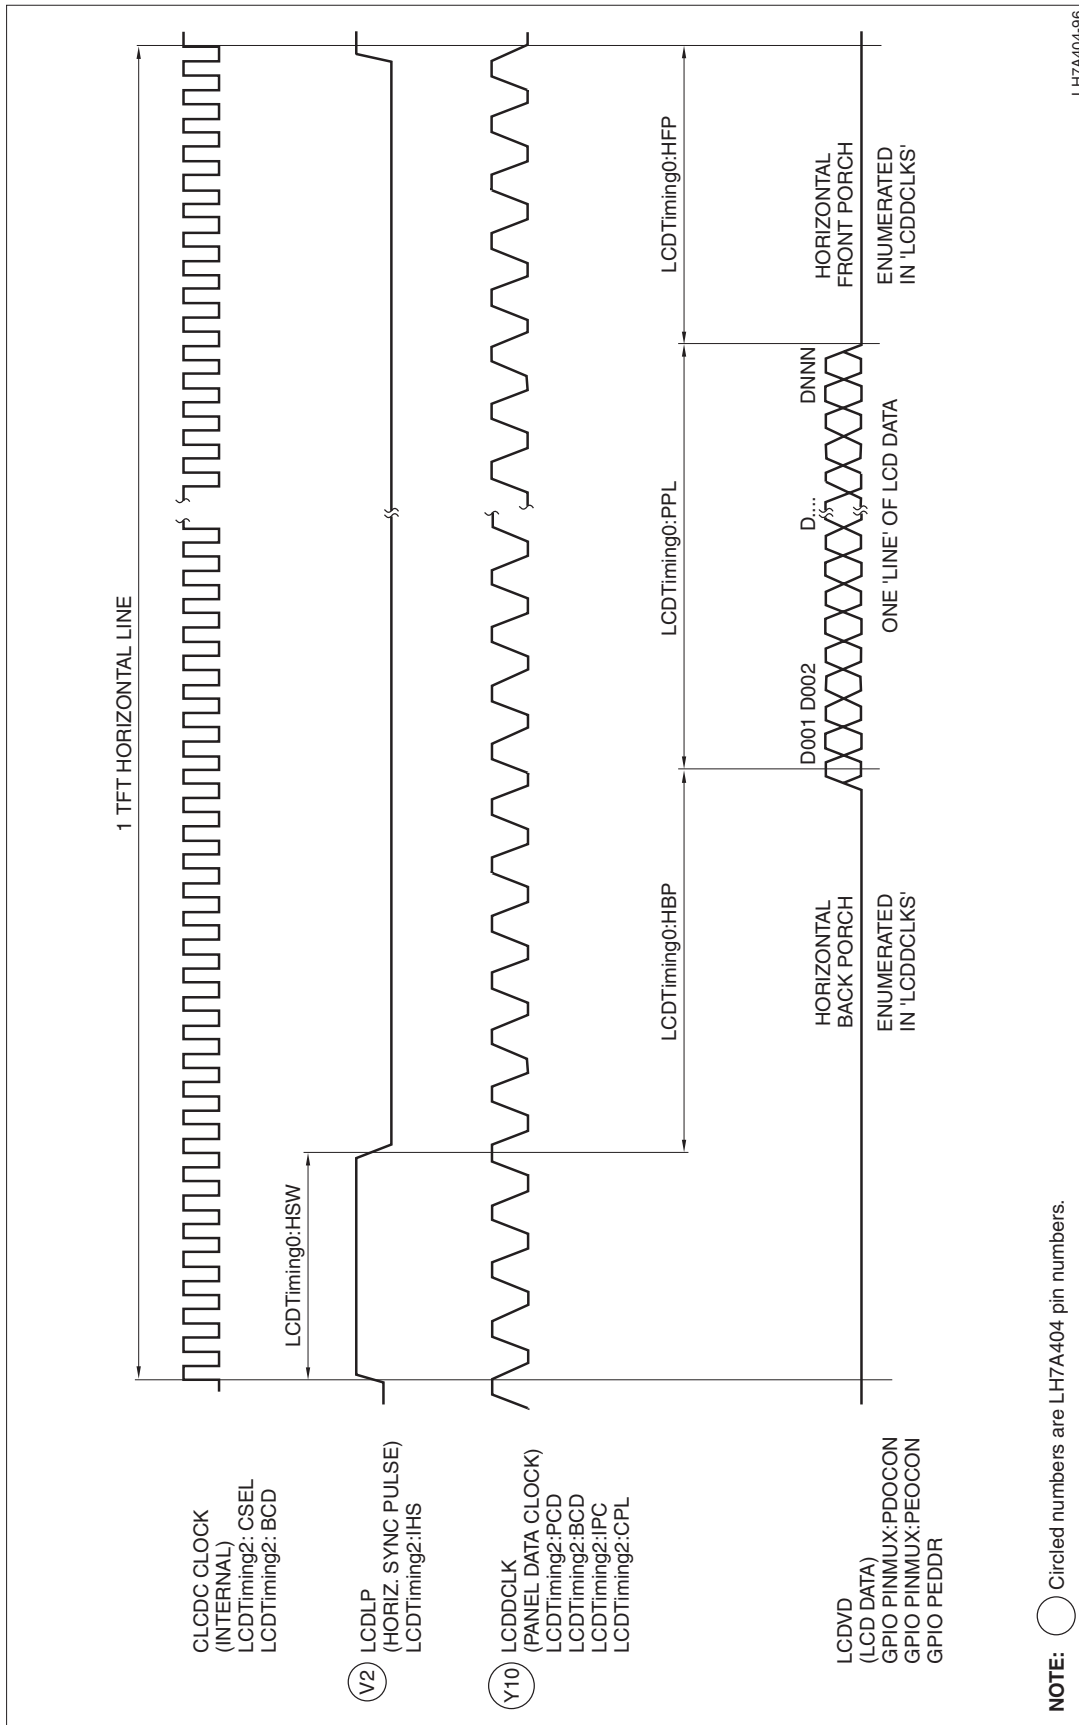 1 TFT HORIZONTAL LINE
CLCDC CLOCK
(INTERNAL)
LCDTiming2: CSEL
LCDTiming2: BCD
LCDTiming0:HSW
V2
LCDLP
(HORIZ. SYNC PULSE)
LCDTiming2:IHS
Y10
LCDDCLK
(PANEL DATA CLOCK)
LCDTiming2:PCD
LCDTiming2:BCD
LCDTiming2:IPC
LCDTiming2:CPL
LCDTiming0:HBP
LCDTiming0:PPL
LCDTiming0:HFP
LCDVD
(LCD DATA)
GPIO PINMUX:PDOCON
GPIO PINMUX:PEOCON
GPIO PEDDR
HORIZONTAL
BACK PORCH
ENUMERATED
IN 'LCDDCLKS'
D001 D002
D....
DNNN
ONE 'LINE' OF LCD DATA
HORIZONTAL
FRONT PORCH
ENUMERATED
IN 'LCDDCLKS'
NOTE: Circled numbers are LH7A404 pin numbers.
LH7A404-96